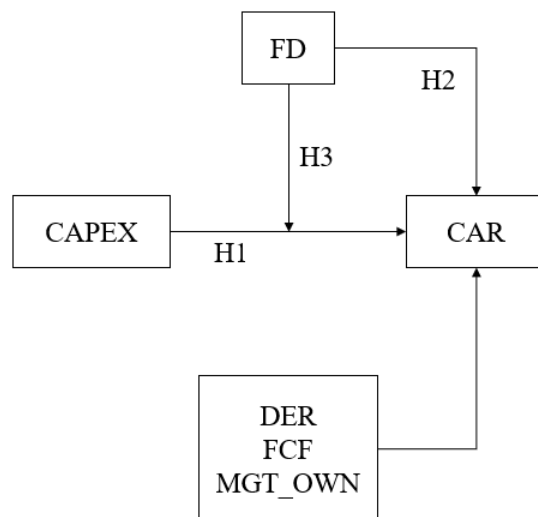 FD
H2
H3
CAPEX
CAR
H1
DER
FCF
MGT_OWN